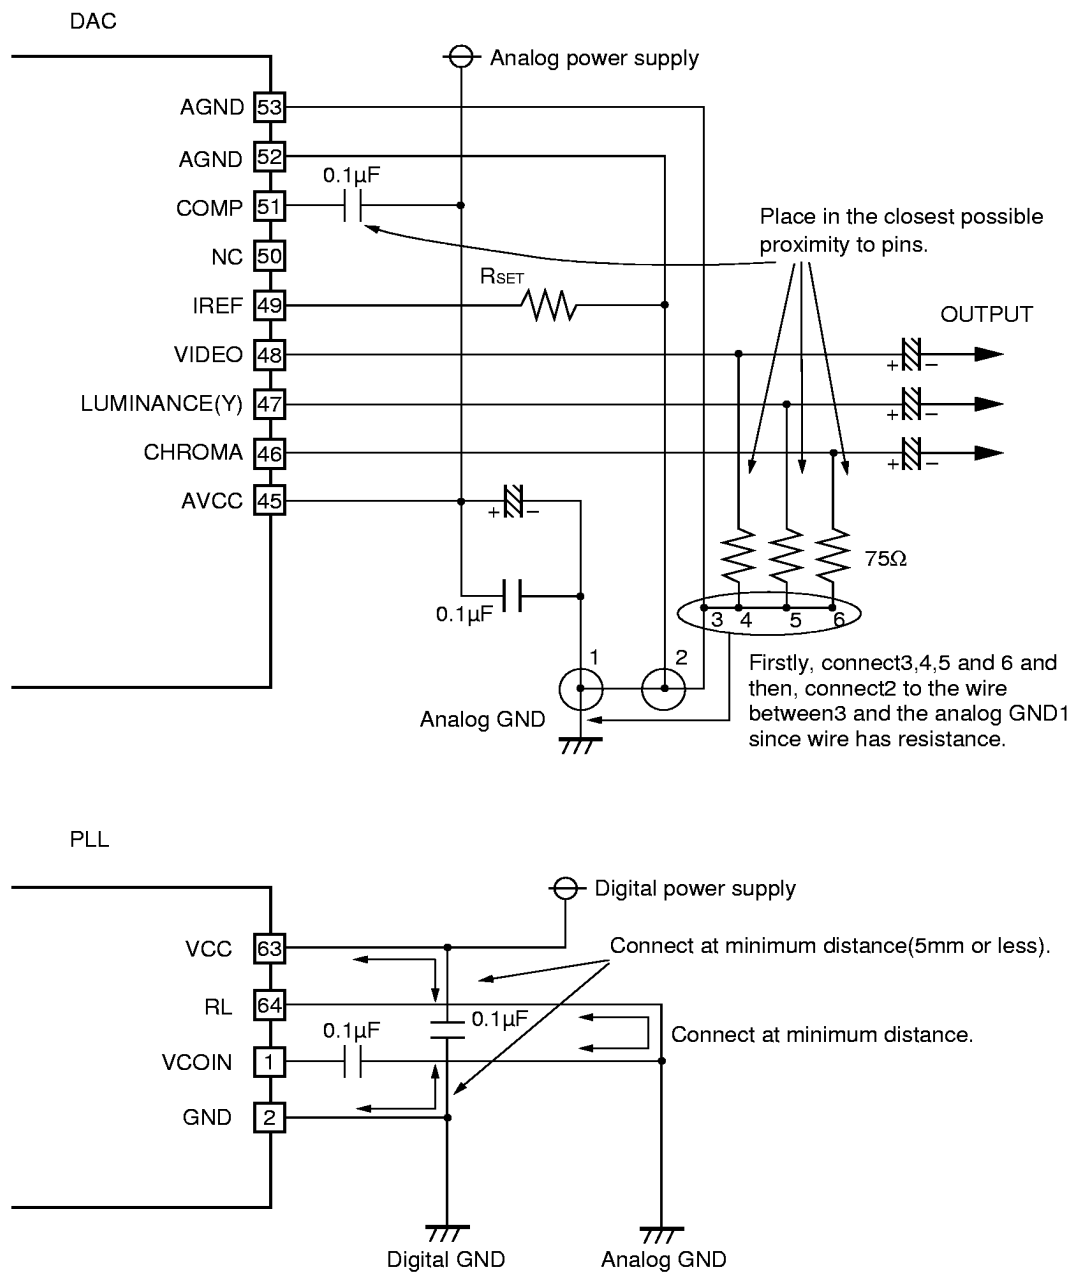 DAC
Analog power supply
AGND 53
AGND 52
0.1µF
COMP 51
Place in the closest possible
proximity to pins.
NC 50
RSET
IREF 49
OUTPUT
VIDEO 48
+ –
LUMINANCE(Y) 47
+ –
CHROMA 46
+ –
AVCC 45
+ –
75Ω
0.1µF
3 4 5 6
1 2
Firstly, connect3,4,5 and 6 and
then, connect2 to the wire
between3 and the analog GND1
since wire has resistance.
Analog GND
PLL
Digital power supply
VCC 63
Connect at minimum distance(5mm or less).
RL 64
0.1µF
0.1µF
Connect at minimum distance.
VCOIN 1
GND 2
Digital GND
Analog GND